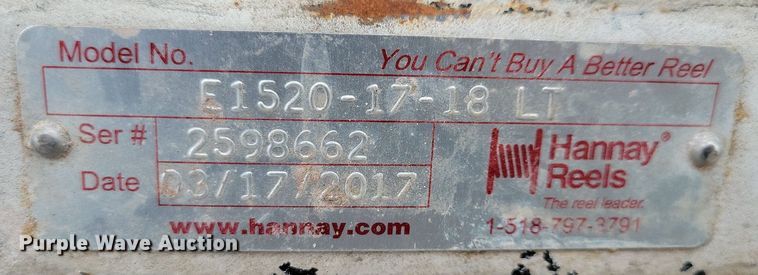 Model No. You Can't Buy A Better Reel
E1520-17-18 LT
Ser # 2598662
Date 03/17/2017
Hannay®
Reels
The reel leader.
www.hannay.com 1-518-797-3791
Purple Wave Auction